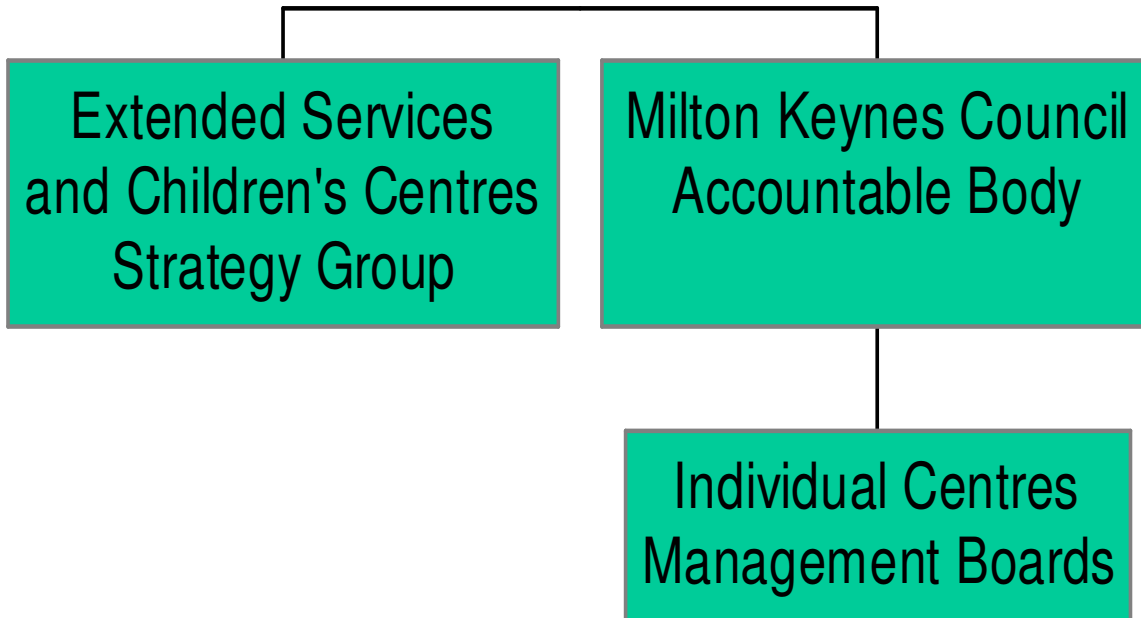 Extended Services
and Children's Centres
Strategy Group
Milton Keynes Council
Accountable Body
Individual Centres
Management Boards